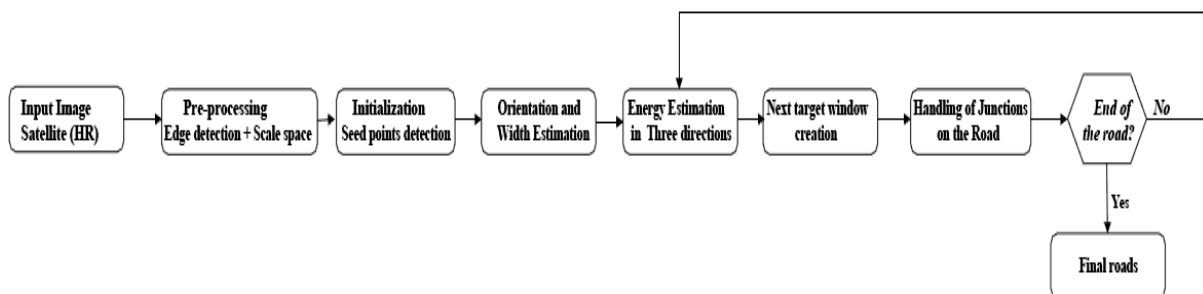 Input Image
Satellite (HR)
Pre-processing
Edge detection + Scale space
Initialization
Seed points detection
Orientation and
Width Estimation
Energy Estimation
in Three directions
Next target window
creation
Handling of Junctions
on the Road
End of
the road?
No
Yes
Final roads